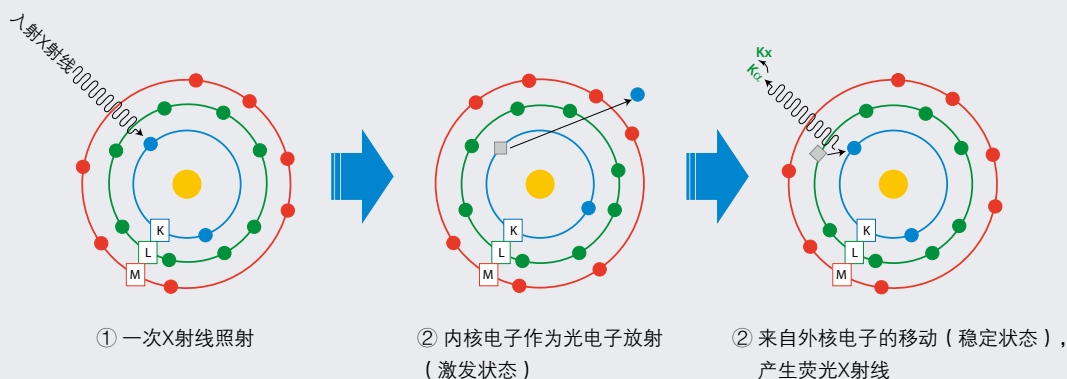 入射X射线
K
L
M
① 一次X射线照射
K
L
M
② 内核电子作为光电子放射
（激发状态）
Kx
Kα
K
L
M
② 来自外核电子的移动（稳定状态），
产生荧光X射线